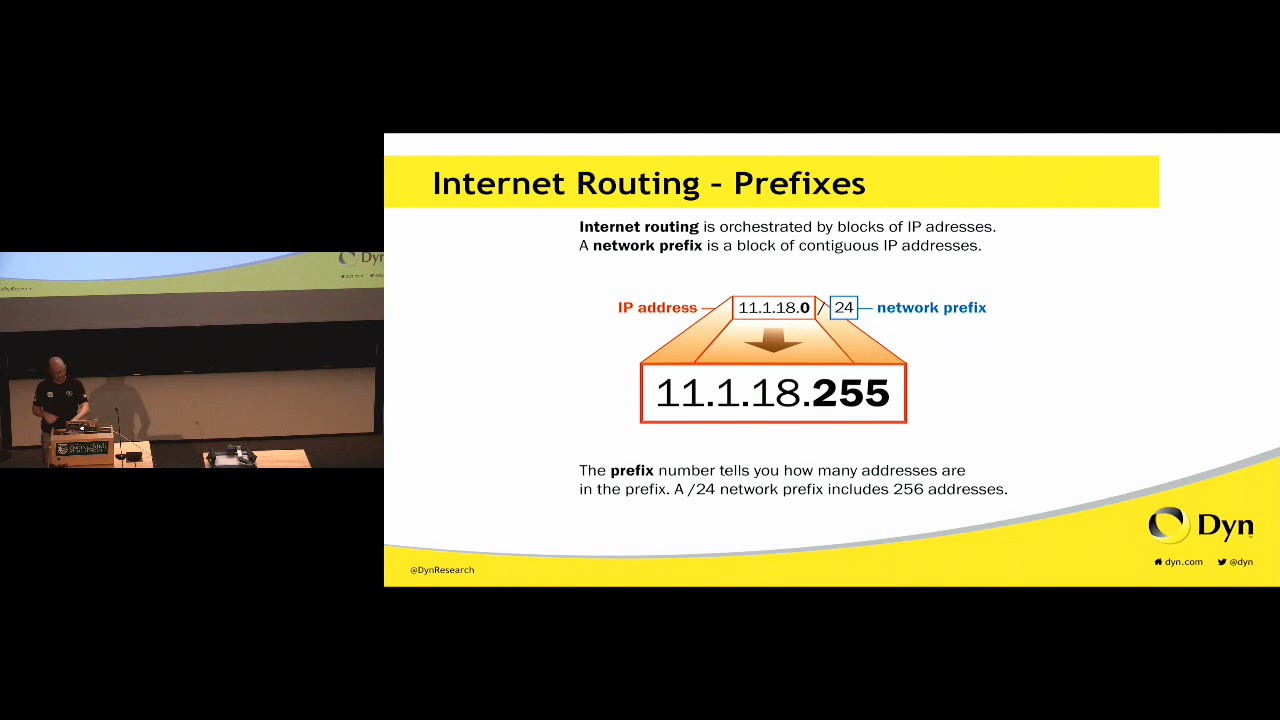 Internet Routing – Prefixes
Internet routing is orchestrated by blocks of IP adresses.
A network prefix is a block of contiguous IP addresses.
IP address 11.1.18.0 / 24 network prefix
11.1.18.255
The prefix number tells you how many addresses are
in the prefix. A /24 network prefix includes 256 addresses.
@DynResearch
Dyn
dyn.com @dyn
Dyn